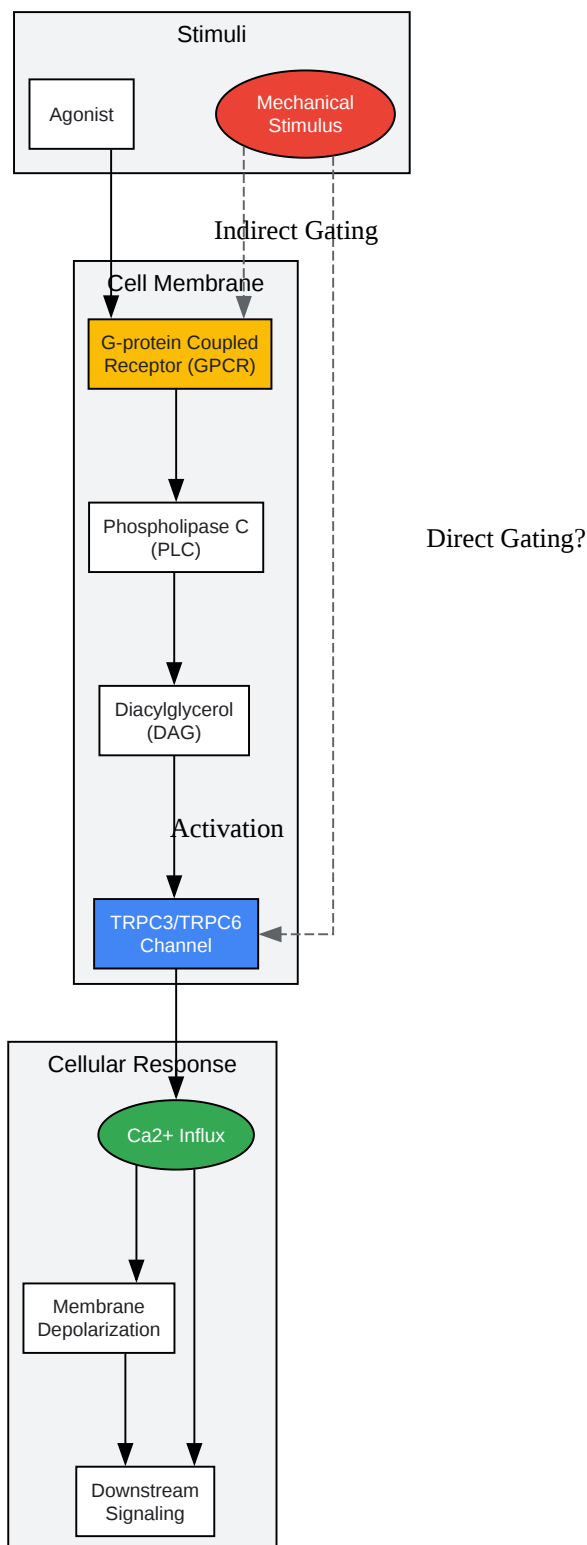 Stimuli
Agonist
Mechanical
Stimulus
Indirect Gating
Cell Membrane
G-protein Coupled
Receptor (GPCR)
Phospholipase C
(PLC)
Direct Gating?
Diacylglycerol
(DAG)
Activation
TRPC3/TRPC6
Channel
Cellular Response
Ca2+ Influx
Membrane
Depolarization
Downstream
Signaling